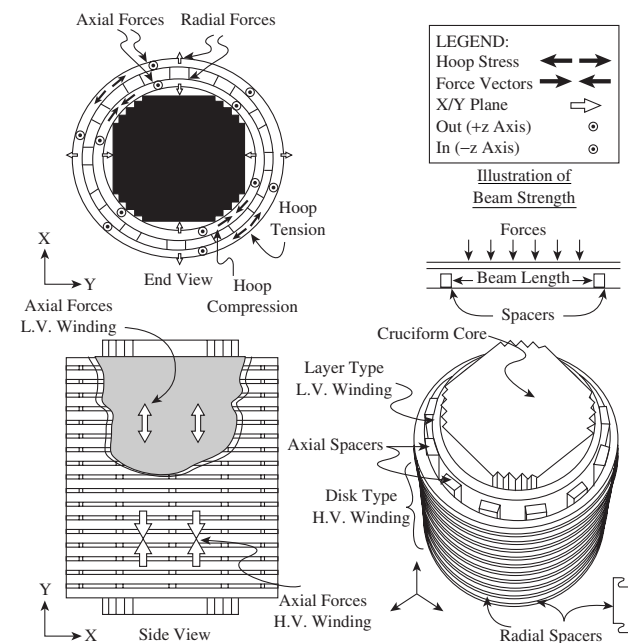 Axial Forces
Radial Forces
X
Y
End View
Hoop
Tension
Hoop
Compression
LEGEND:
Hoop Stress
Force Vectors
X/Y Plane
Out (+z Axis)
In (−z Axis)
Illustration of
Beam Strength
Forces
Beam Length
Spacers
Axial Forces
L.V. Winding
Y
X
Side View
Axial Forces
H.V. Winding
Cruciform Core
Layer Type
L.V. Winding
Axial Spacers
Disk Type
H.V. Winding
Radial Spacers